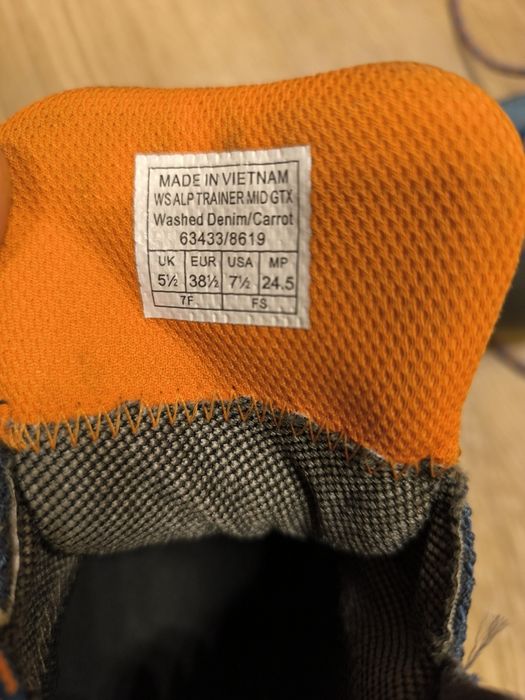 MADE IN VIETNAM
WS ALP TRAINER MID GTX
Washed Denim/Carrot
63433/8619
UK EUR USA MP
5½ 38½ 7½ 24.5
7F FS